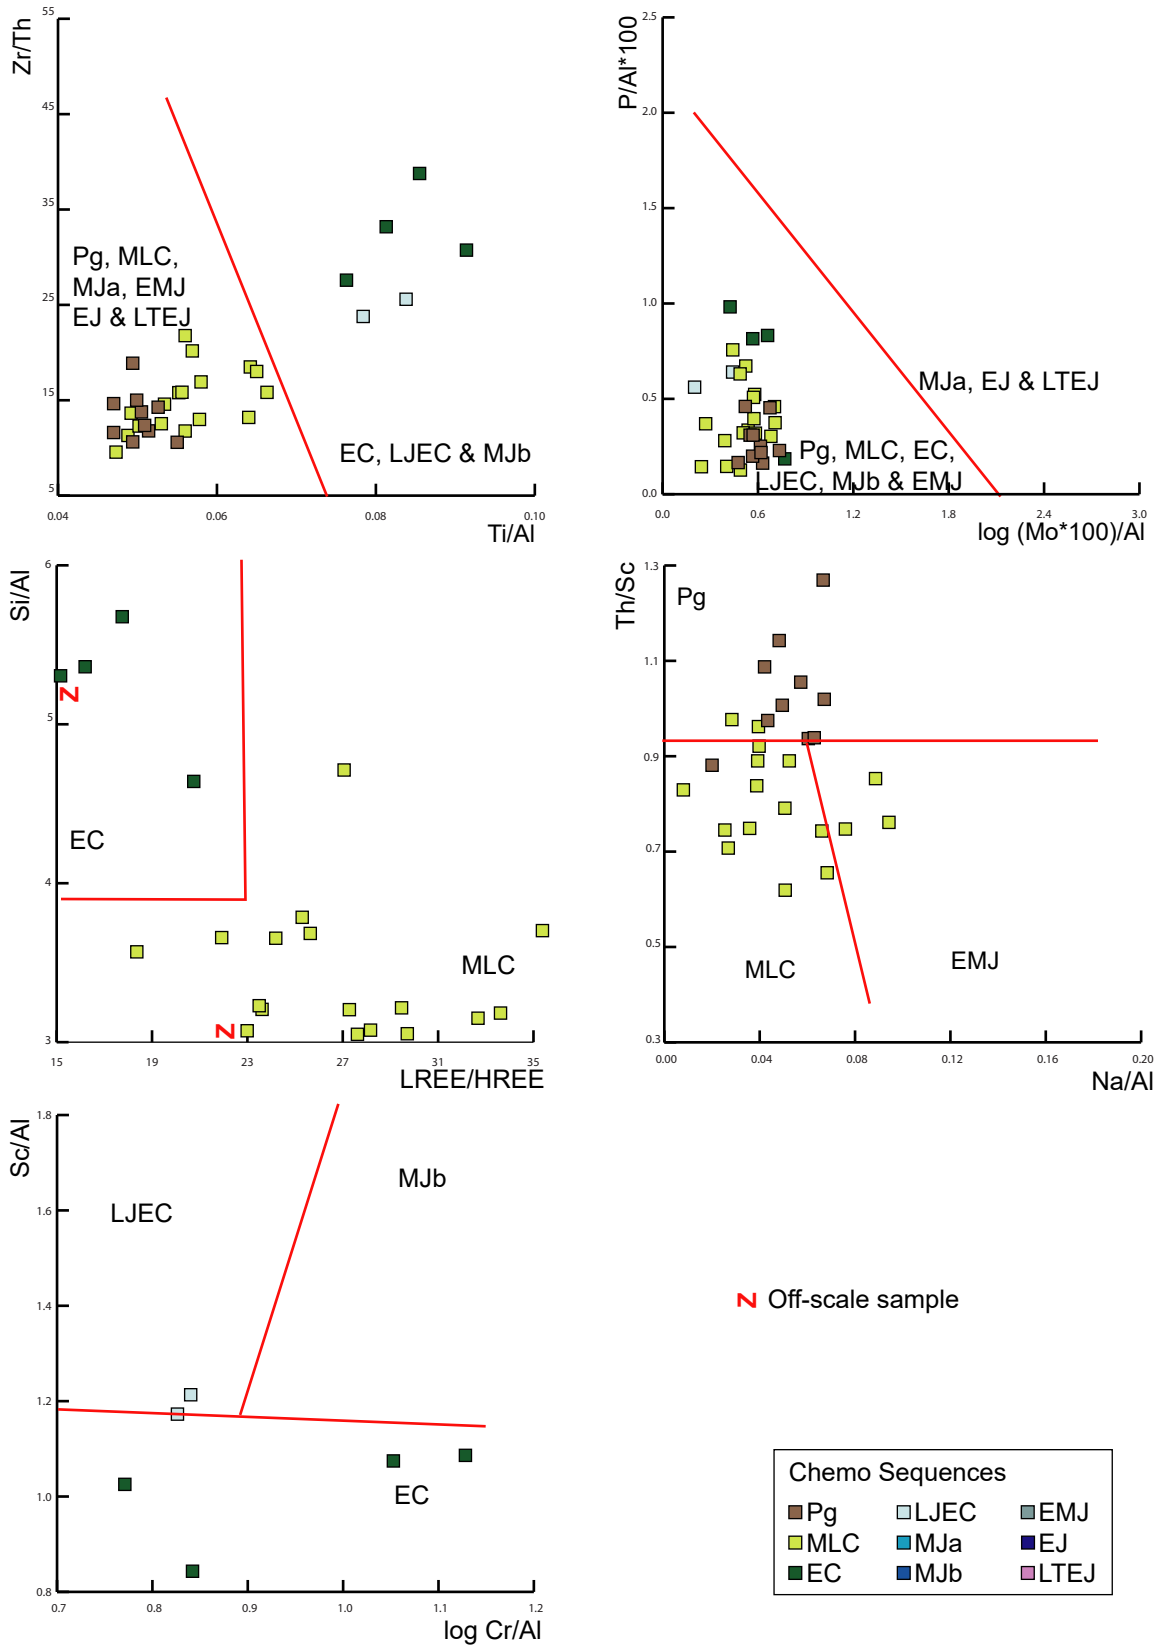 Zr/Th
55
45
35
25
15
5
Pg, MLC,
MJa, EMJ
EJ & LTEJ
EC, LJEC & MJb
0.04
0.06
0.08
0.10
Ti/Al
P/Al*100
2.5
2.0
1.5
1.0
0.5
0.0
MJa, EJ & LTEJ
Pg, MLC, EC,
LJEC, MJb & EMJ
0.0
0.6
1.2
1.8
2.4
3.0
log (Mo*100)/Al
Si/Al
6
5
4
3
Z
EC
MLC
Z
15
19
23
27
31
35
LREE/HREE
Th/Sc
1.3
1.1
0.9
0.7
0.5
0.3
Pg
MLC
EMJ
0.00
0.04
0.08
0.12
0.16
0.20
Na/Al
Sc/Al
1.8
1.6
1.4
1.2
1.0
0.8
LJEC
MJb
EC
0.7
0.8
0.9
1.0
1.1
1.2
log Cr/Al
Z Off-scale sample
Chemo Sequences
Pg LJEC EMJ
MLC MJa EJ
EC MJb LTEJ